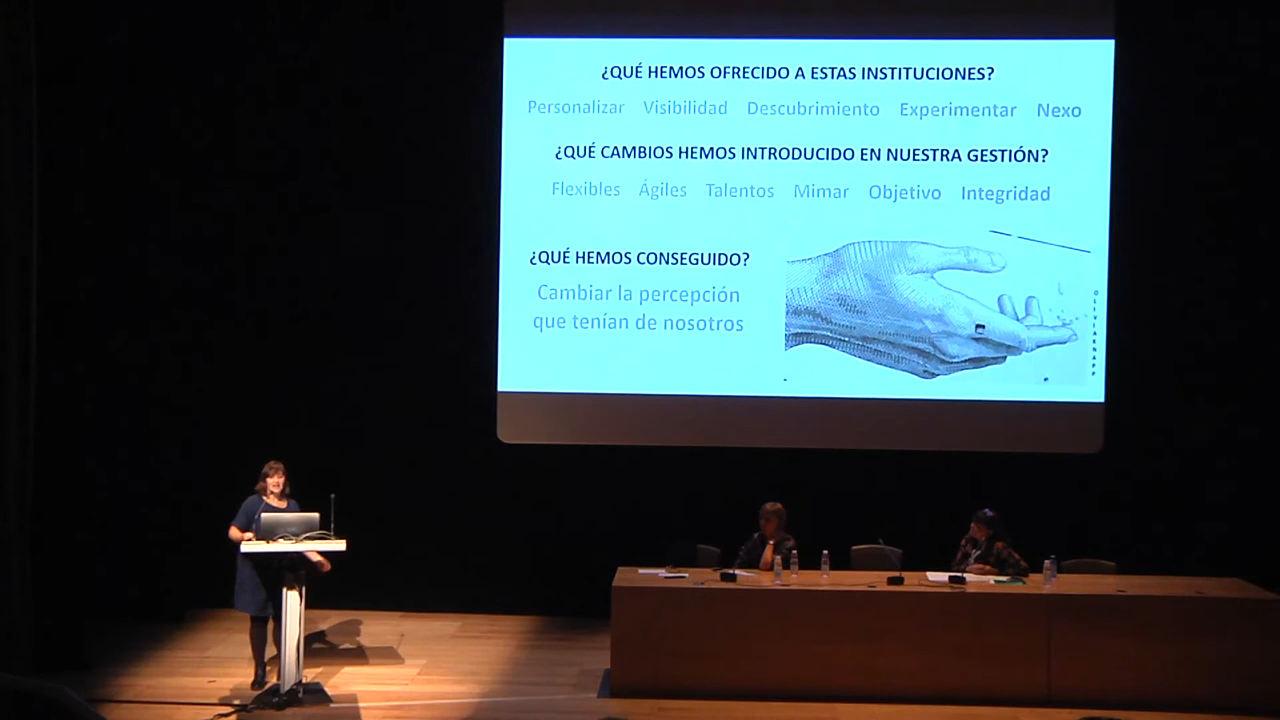 ¿QUÉ HEMOS OFRECIDO A ESTAS INSTITUCIONES?
Personalizar Visibilidad Descubrimiento Experimentar Nexo
¿QUÉ CAMBIOS HEMOS INTRODUCIDO EN NUESTRA GESTIÓN?
Flexibles Ágiles Talentos Mimar Objetivo Integridad
¿QUÉ HEMOS CONSEGUIDO?
Cambiar la percepción
que tenían de nosotros